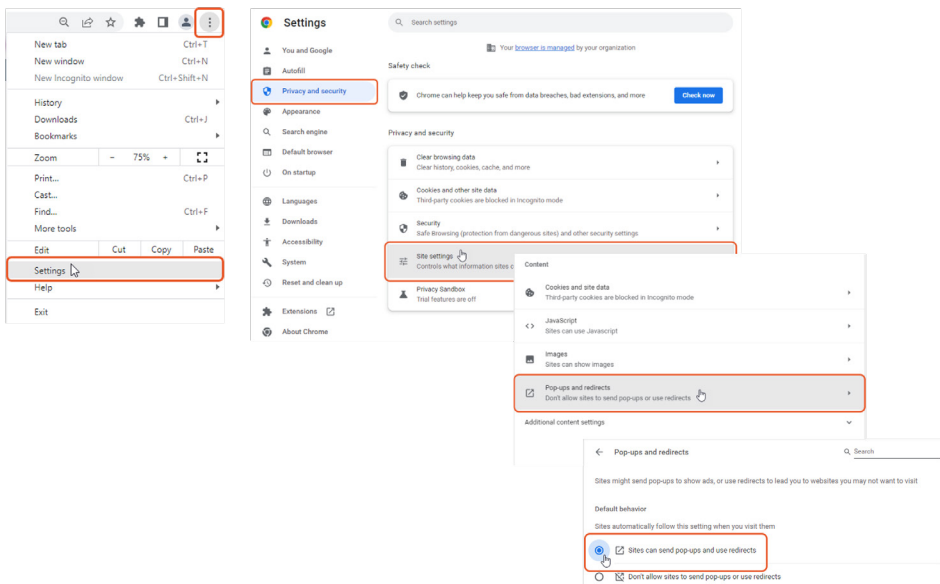 New tab Ctrl+T
New window Ctrl+N
New Incognito window Ctrl+Shift+N
History
Downloads Ctrl+J
Bookmarks
Zoom - 75% +
Print... Ctrl+P
Cast...
Find... Ctrl+F
More tools
Edit Cut Copy Paste
Settings
Help
Exit
Settings
Search settings
You and Google
Autofill
Privacy and security
Appearance
Search engine
Default browser
On startup
Languages
Downloads
Accessibility
System
Reset and clean up
Extensions
About Chrome
Your browser is managed by your organization
Safety check
Chrome can help keep you safe from data breaches, bad extensions, and more
Check now
Privacy and security
Clear browsing data
Clear history, cookies, cache, and more
Cookies and other site data
Third-party cookies are blocked in Incognito mode
Security
Safe Browsing (protection from dangerous sites) and other security settings
Site settings
Controls what information sites c
Privacy Sandbox
Trial features are off
Content
Cookies and site data
Third-party cookies are blocked in Incognito mode
JavaScript
Sites can use Javascript
Images
Sites can show images
Pop-ups and redirects
Don't allow sites to send pop-ups or use redirects
Additional content settings
Pop-ups and redirects
Search
Sites might send pop-ups to show ads, or use redirects to lead you to websites you may not want to visit
Default behavior
Sites automatically follow this setting when you visit them
Sites can send pop-ups and use redirects
Don't allow sites to send pop-ups or use redirects